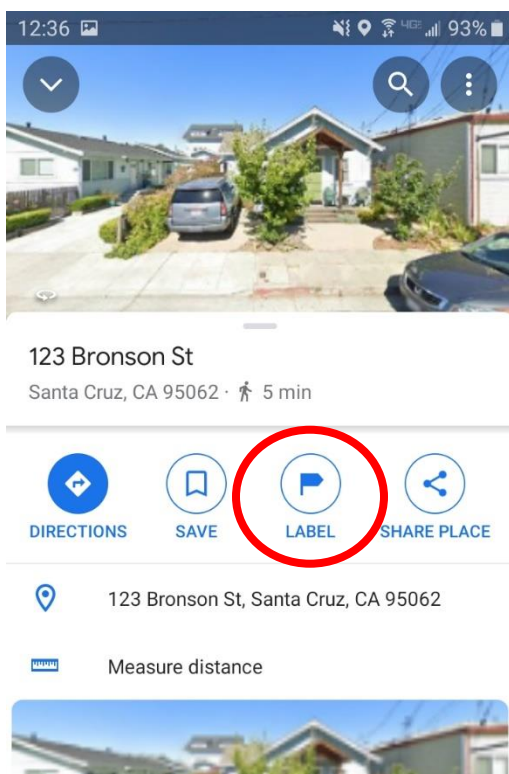 12:36 4GE 93%
123 Bronson St
Santa Cruz, CA 95062 · 5 min
DIRECTIONS SAVE LABEL SHARE PLACE
123 Bronson St, Santa Cruz, CA 95062
Measure distance